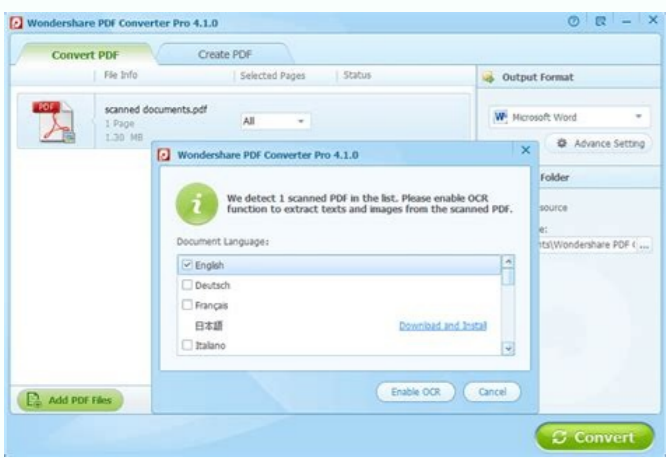 Wondershare PDF Converter Pro 4.1.0
Convert PDF
Create PDF
File Info
Selected Pages
Status
Output Format
PDF
scanned documents.pdf
1 Page
1.30 MB
All
W
Microsoft Word
Advance Setting
Wondershare PDF Converter Pro 4.1.0
Folder
i
We detect 1 scanned PDF in the list. Please enable OCR
function to extract texts and images from the scanned PDF.
source
e:
nts\Wondershare PDF C ...
Document Language:
English
Deutsch
Français
日本語
Download and Install
Italano
Enable OCR
Cancel
Add PDF Files
Convert